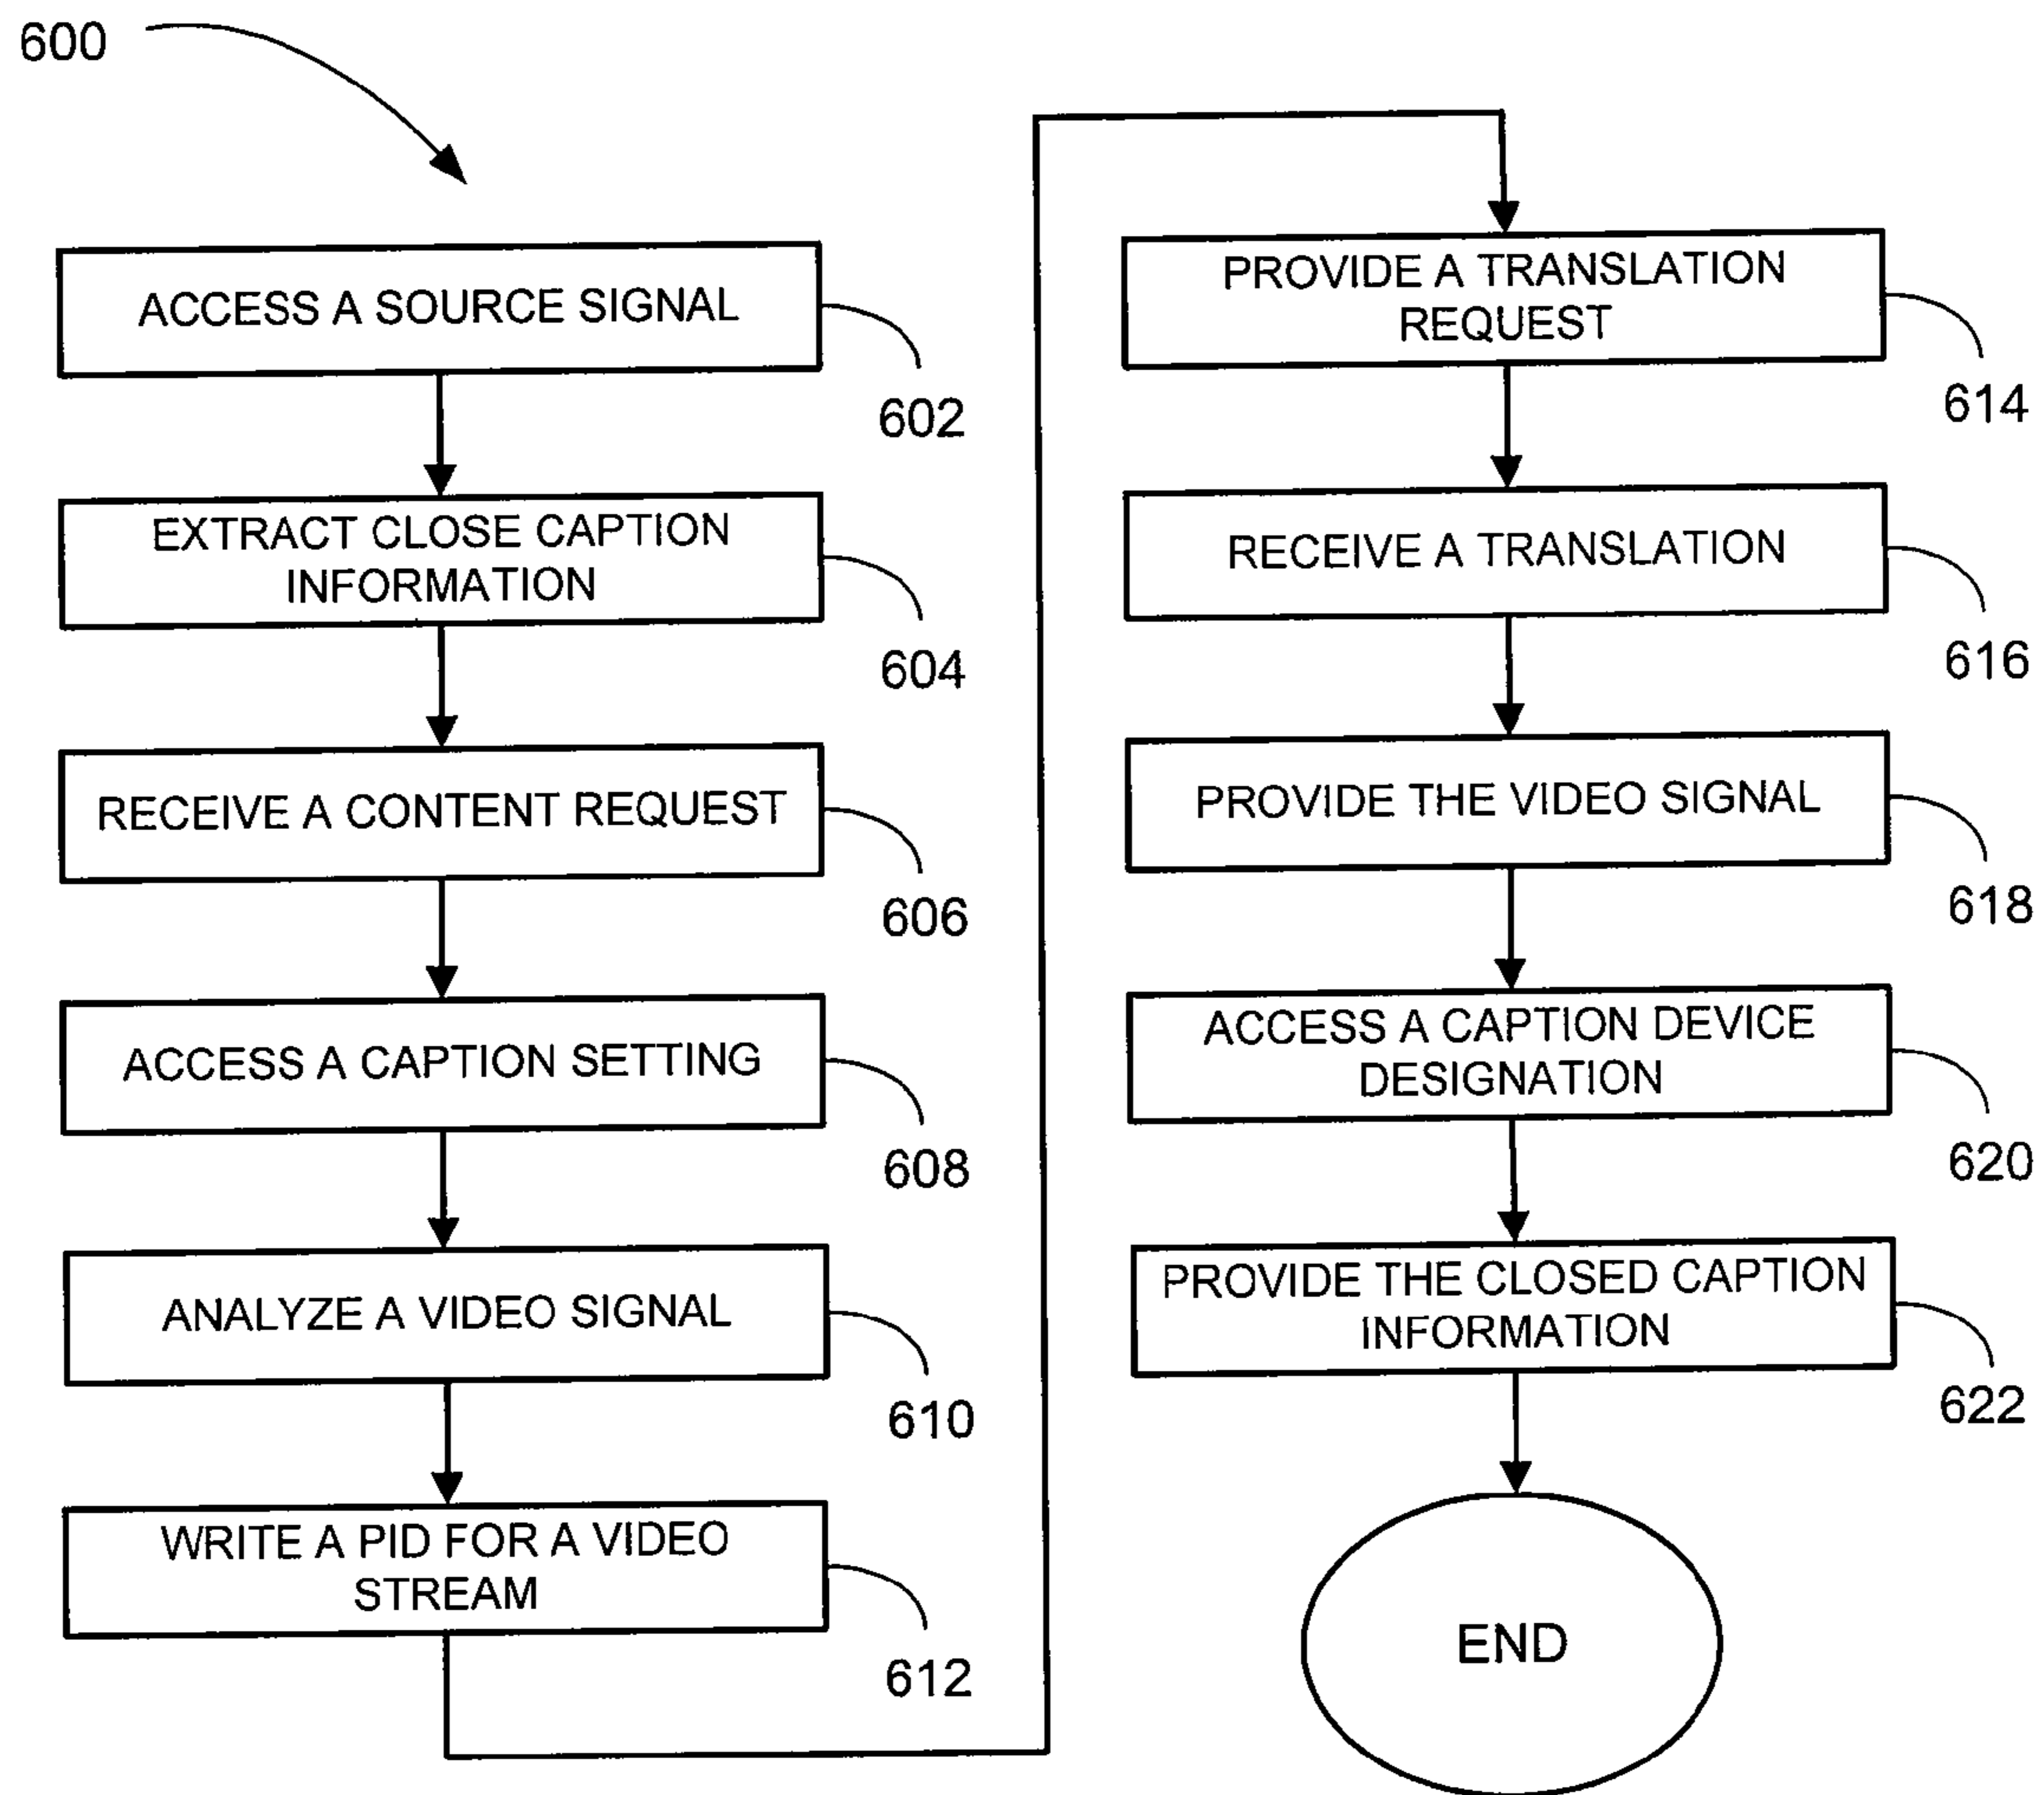 600
ACCESS A SOURCE SIGNAL
602
EXTRACT CLOSE CAPTION
INFORMATION
604
RECEIVE A CONTENT REQUEST
606
ACCESS A CAPTION SETTING
608
ANALYZE A VIDEO SIGNAL
610
WRITE A PID FOR A VIDEO
STREAM
612
PROVIDE A TRANSLATION
REQUEST
614
RECEIVE A TRANSLATION
616
PROVIDE THE VIDEO SIGNAL
618
ACCESS A CAPTION DEVICE
DESIGNATION
620
PROVIDE THE CLOSED CAPTION
INFORMATION
622
END